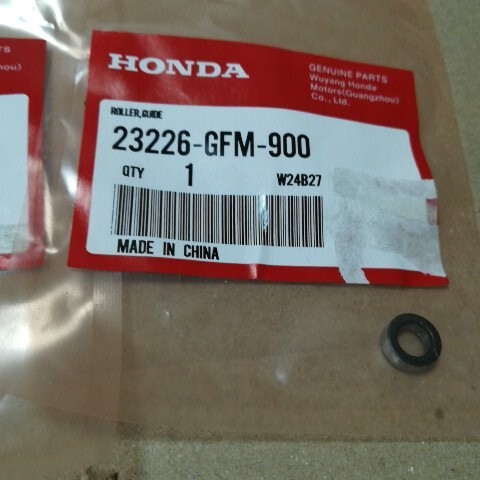 HONDA
GENUINE PARTS
Wuyang Honda
Motors(Guangzhou)
Co., Ltd.
ROLLER,GUIDE
23226-GFM-900
QTY 1 W24B27
MADE IN CHINA